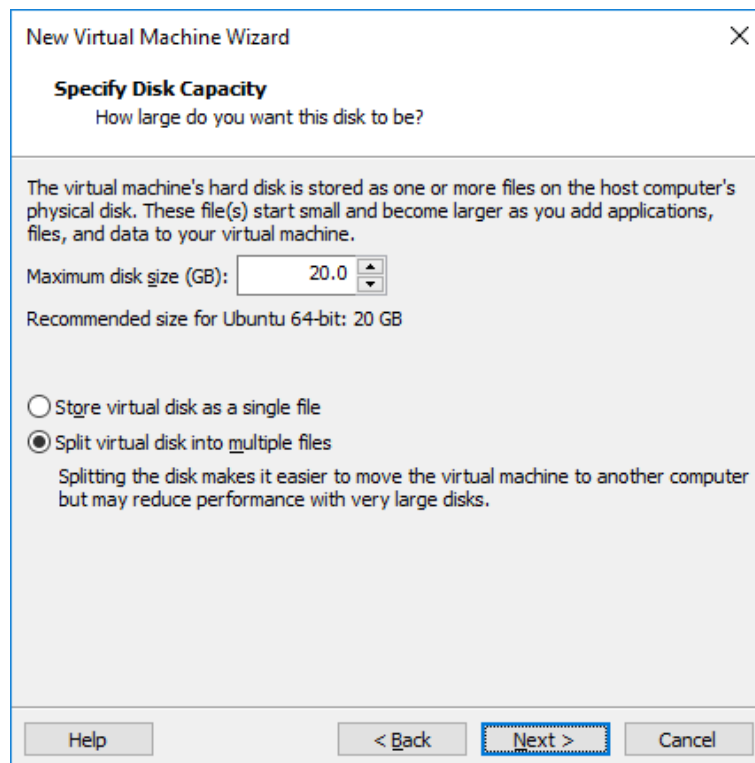 New Virtual Machine Wizard
Specify Disk Capacity
How large do you want this disk to be?
The virtual machine's hard disk is stored as one or more files on the host computer's
physical disk. These file(s) start small and become larger as you add applications,
files, and data to your virtual machine.
Maximum disk size (GB): 20.0
Recommended size for Ubuntu 64-bit: 20 GB
Store virtual disk as a single file
Split virtual disk into multiple files
Splitting the disk makes it easier to move the virtual machine to another computer
but may reduce performance with very large disks.
Help < Back Next > Cancel